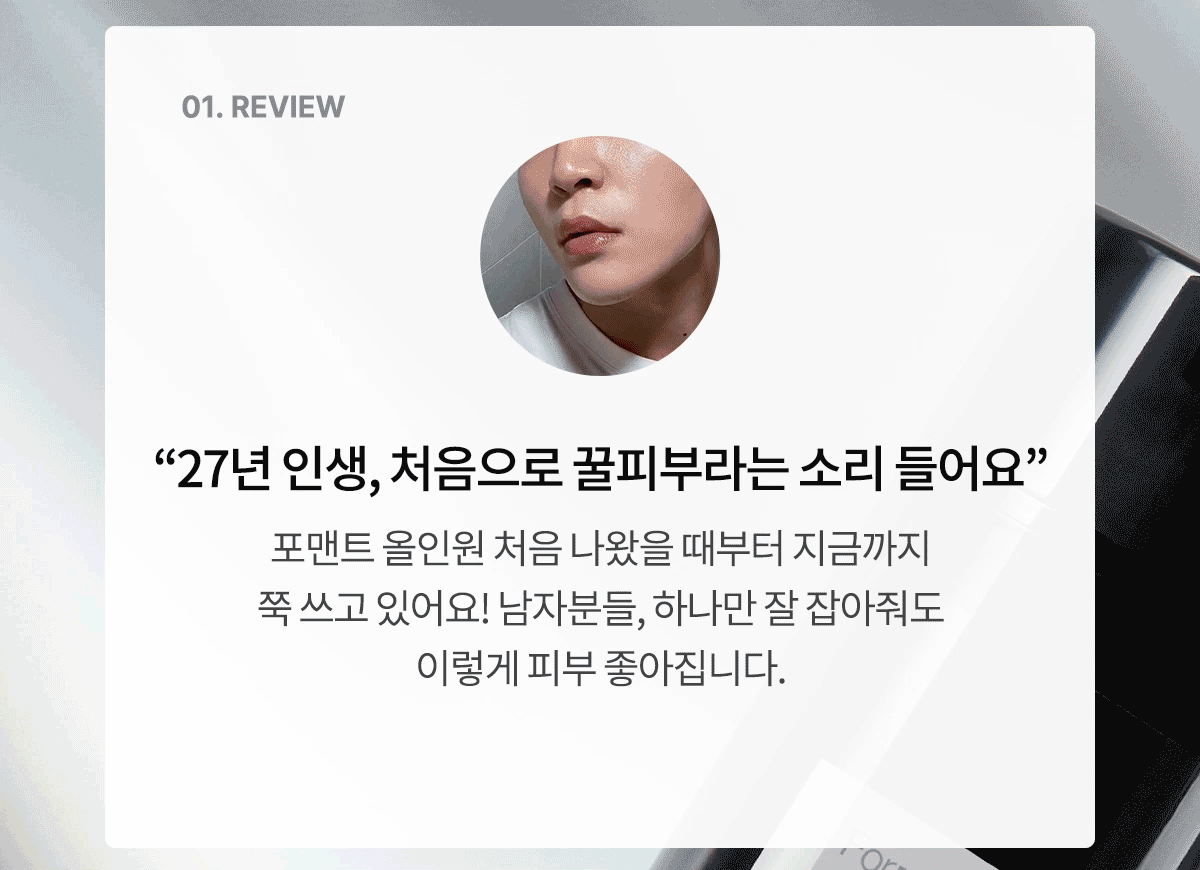 01. REVIEW
“27년 인생, 처음으로 꿀피부라는 소리 들어요”
포맨트 올인원 처음 나왔을 때부터 지금까지
쭉 쓰고 있어요! 남자분들, 하나만 잘 잡아줘도
이렇게 피부 좋아집니다.